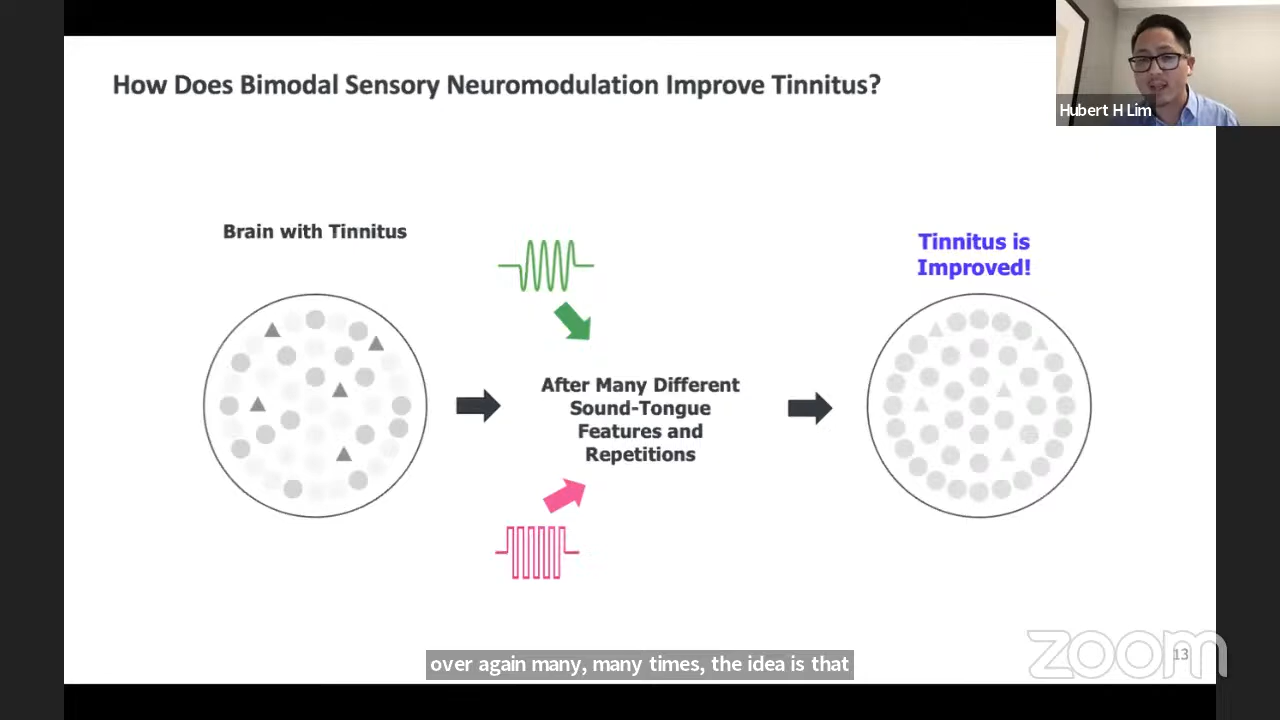 How Does Bimodal Sensory Neuromodulation Improve Tinnitus?
Hubert H Lim
Brain with Tinnitus
Tinnitus is
Improved!
After Many Different
Sound-Tongue
Features and
Repetitions
over again many, many times, the idea is that
zoom
13